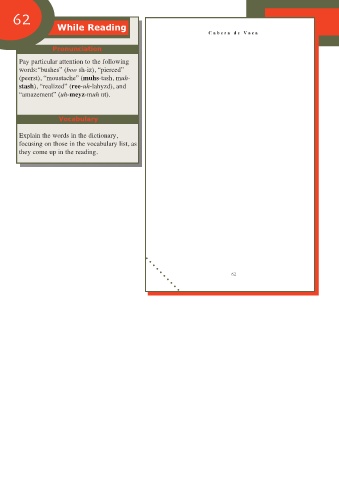 62
While Reading
Pronunciation
Pay particular attention to the following
words: "bushes" (boo sh-iz), "pierced"
(peerst), "moustache" (muhs-tash, muh-
stash), "realized" (ree-uh-lahyzd), and
"amazement" (uh-meyz-muh nt).
Vocabulary
Explain the words in the dictionary,
focusing on those in the vocabulary list, as
they come up in the reading.
Cabeza de Vaca
62